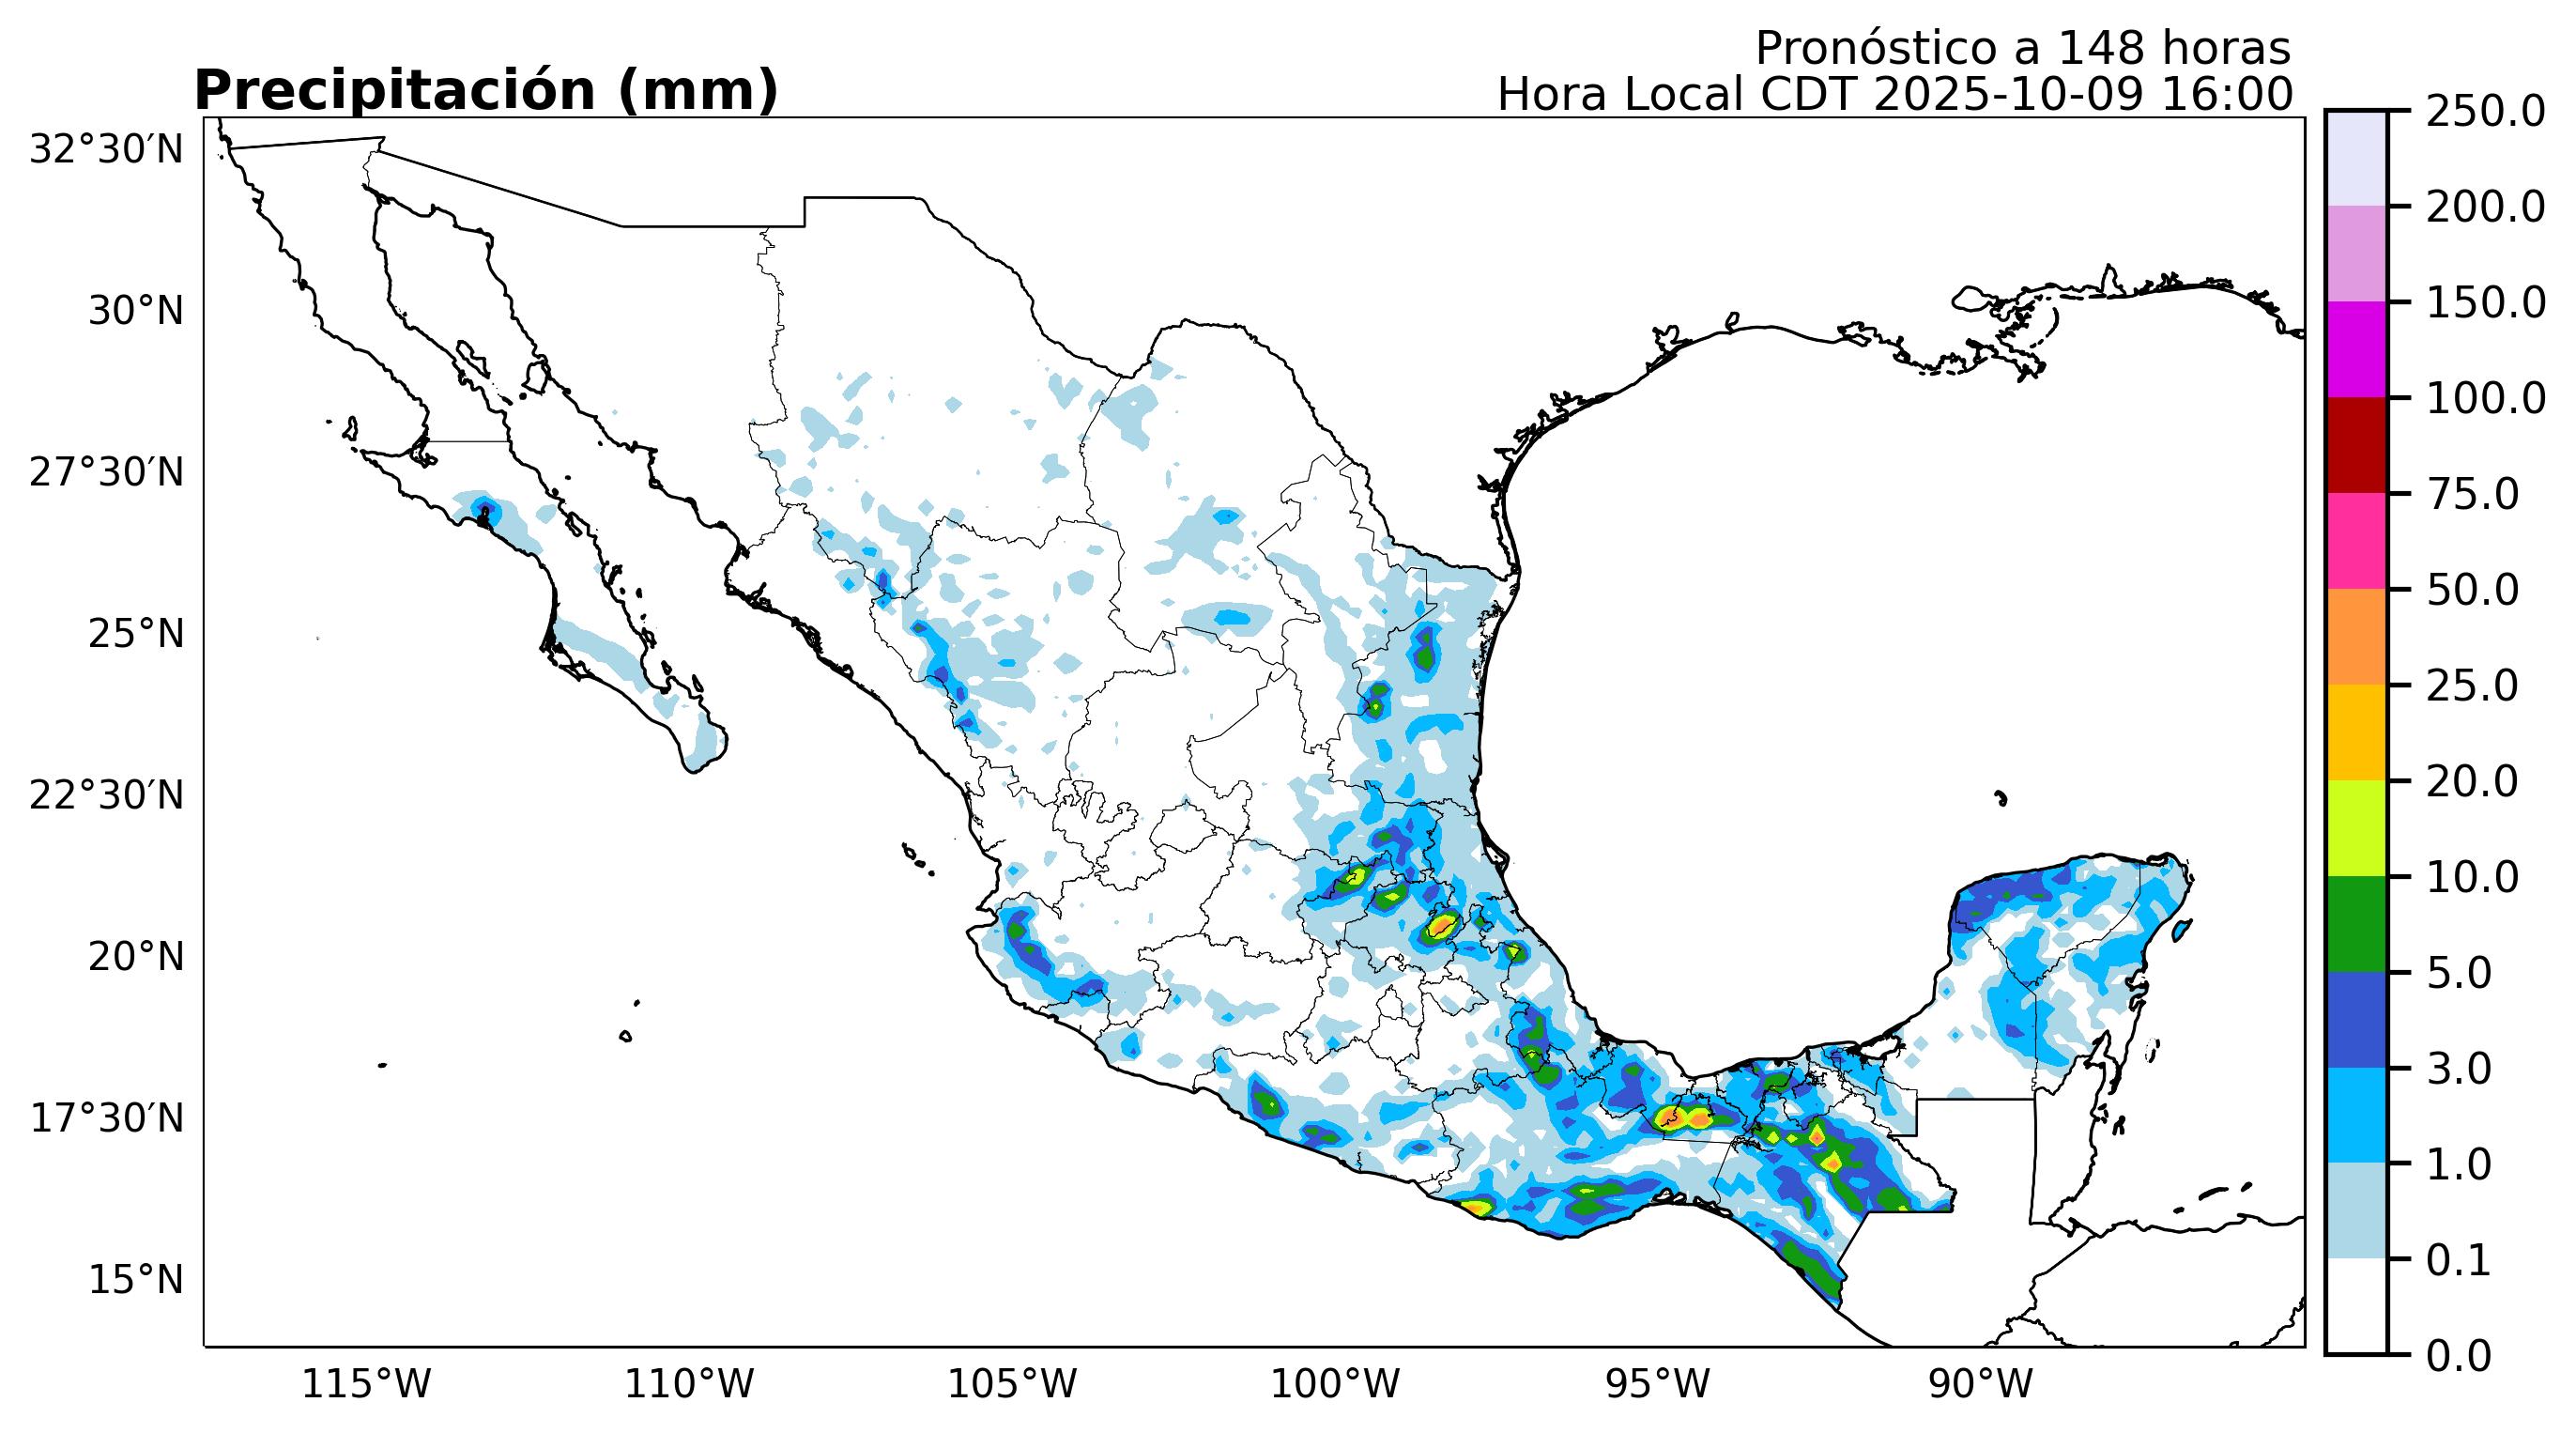 Pronóstico a 148 horas
Precipitación (mm)
Hora Local CDT 2025-10-09 16:00
32°30′N
30°N
27°30′N
25°N
22°30′N
20°N
17°30′N
15°N
115°W
110°W
105°W
100°W
95°W
90°W
250.0
200.0
150.0
100.0
75.0
50.0
25.0
20.0
10.0
5.0
3.0
1.0
0.1
0.0